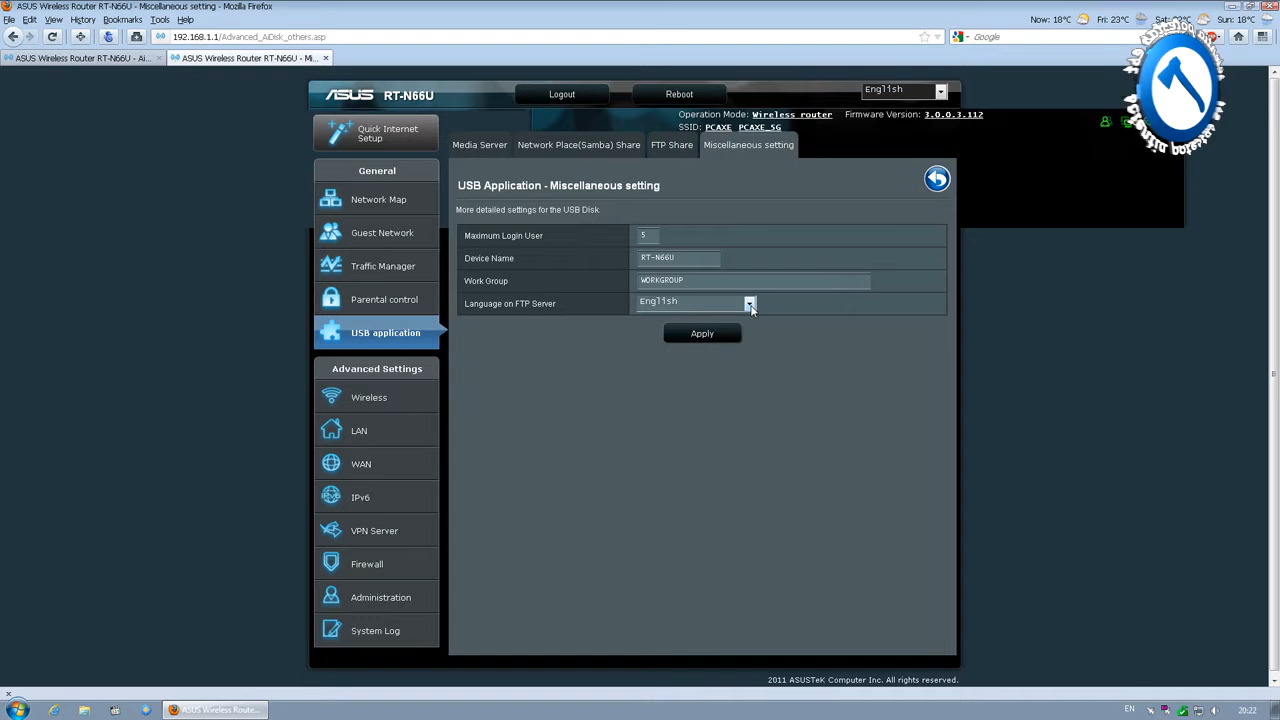 ASUS Wireless Router RT-N66U - Miscellaneous setting - Mozilla Firefox
File Edit View History Bookmarks Tools Help
Now: 18°C Fri: 23°C Sun: 18°C
192.168.1.1/Advanced_AiDisk_others.asp
Google
ASUS Wireless Router RT-N66U - Ai...
ASUS Wireless Router RT-N66U - Mi...
ASUS RT-N66U
Logout
Reboot
English
Operation Mode: Wireless router Firmware Version: 3.0.0.3.112
SSID: PCAXE PCAXE_5G
Quick Internet Setup
Media Server
Network Place(Samba) Share
FTP Share
Miscellaneous setting
General
Network Map
Guest Network
Traffic Manager
Parental control
USB application
Advanced Settings
Wireless
LAN
WAN
IPv6
VPN Server
Firewall
Administration
System Log
USB Application - Miscellaneous setting
More detailed settings for the USB Disk.
Maximum Login User 5
Device Name RT-N66U
Work Group WORKGROUP
Language on FTP Server English
Apply
2011 ASUSTeK Computer Inc. All rights reserved.
ASUS Wireless Route...
EN
20:22